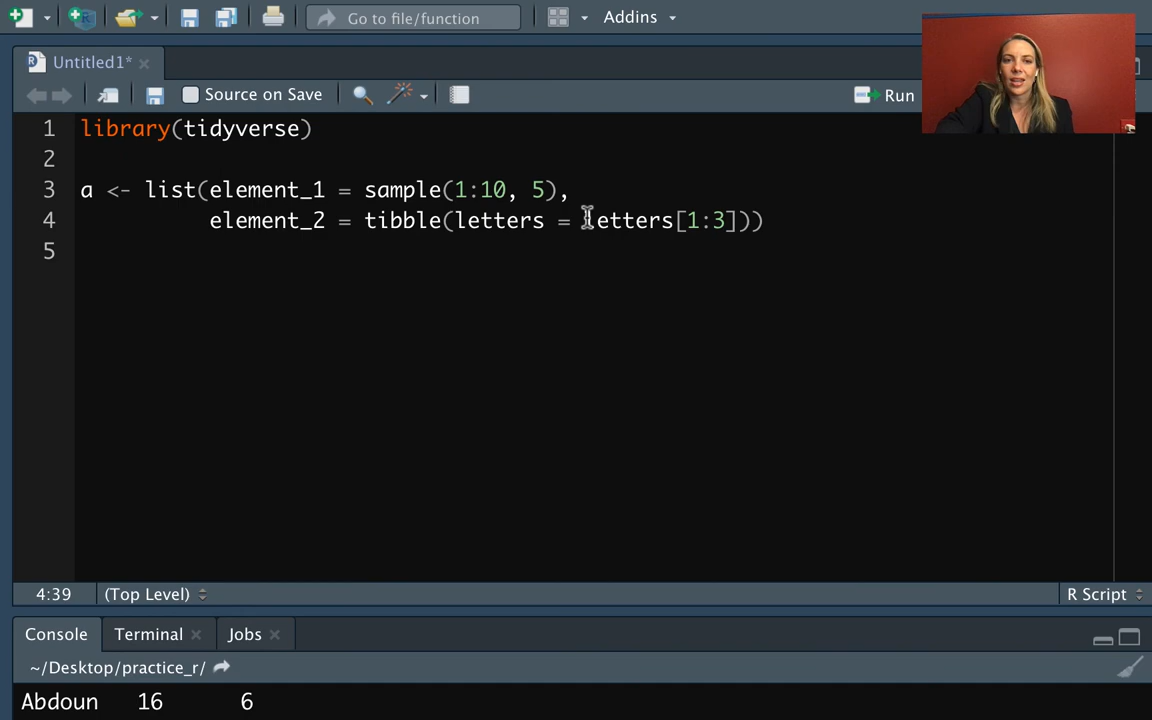 Go to file/function
Addins
Untitled1*
Source on Save
Run
1 library(tidyverse)
2
3 a <- list(element_1 = sample(1:10, 5),
4 element_2 = tibble(letters = letters[1:3]))
5
4:39 (Top Level) R Script
Console Terminal Jobs
~/Desktop/practice_r/
Abdoun 16 6